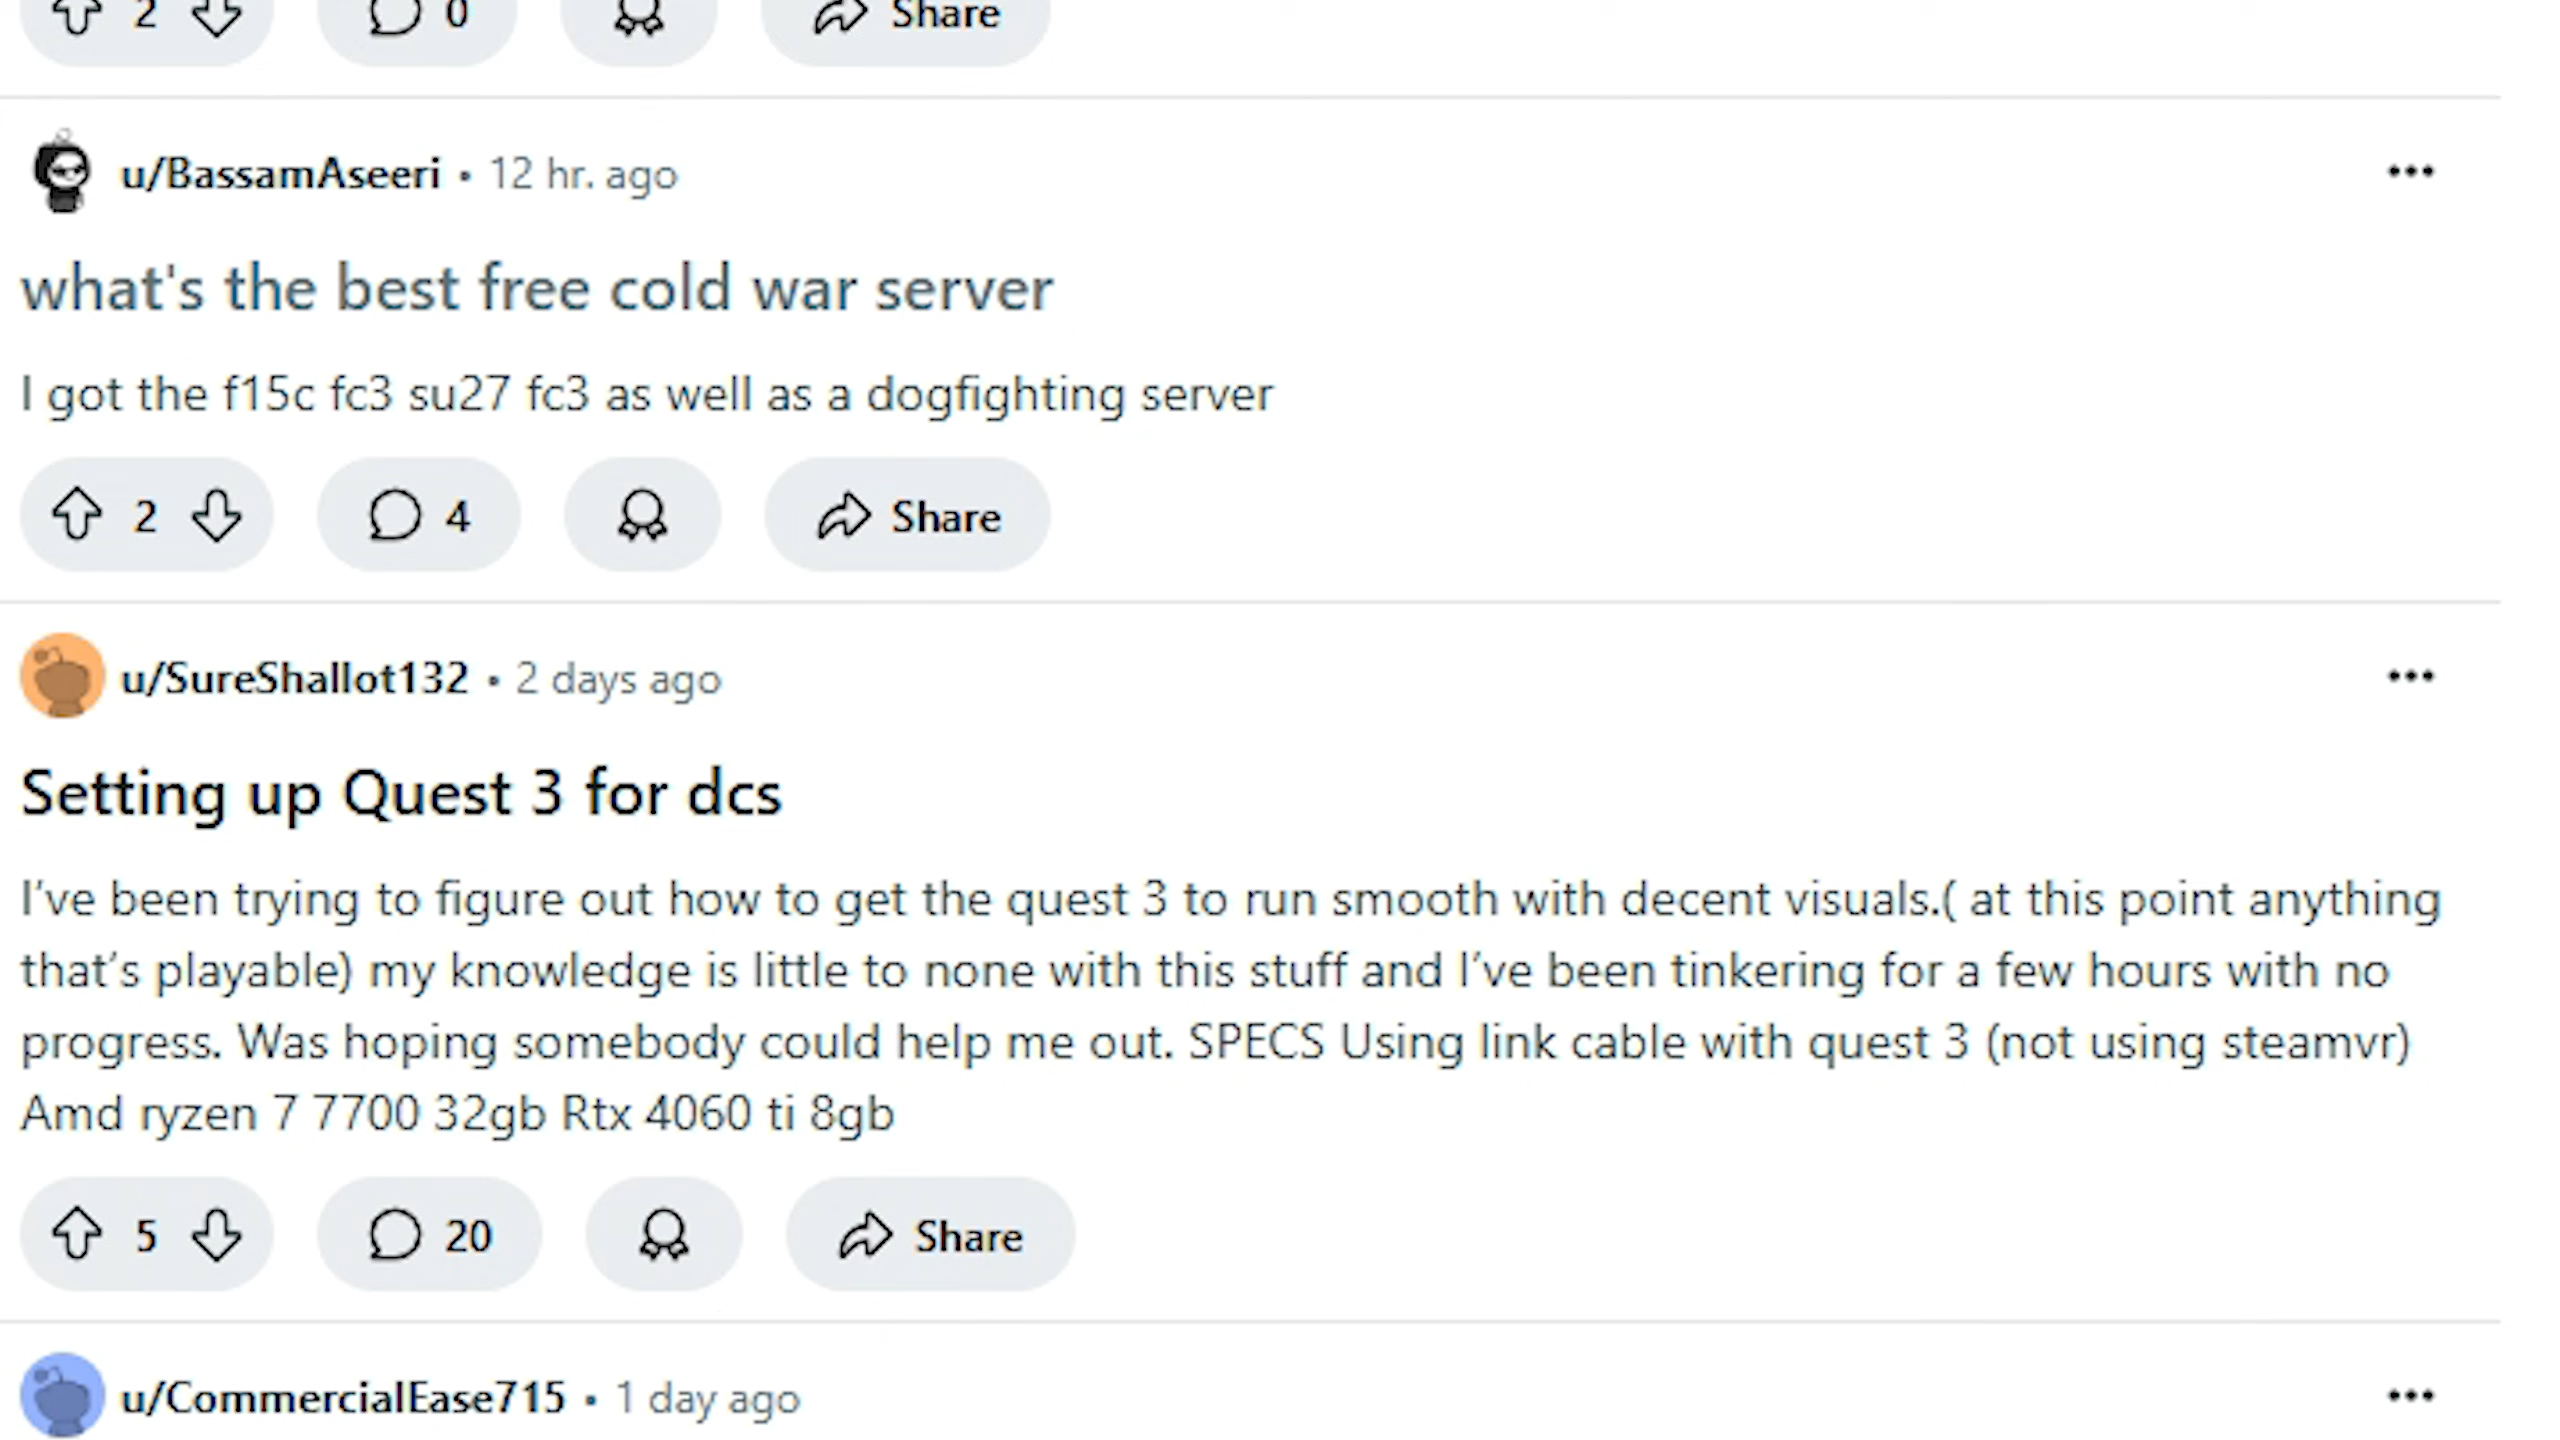 2 0 Share
u/BassamAseeri • 12 hr. ago
what's the best free cold war server
I got the f15c fc3 su27 fc3 as well as a dogfighting server
2 4 Share
u/SureShallot132 • 2 days ago
Setting up Quest 3 for dcs
I've been trying to figure out how to get the quest 3 to run smooth with decent visuals.( at this point anything
that's playable) my knowledge is little to none with this stuff and I've been tinkering for a few hours with no
progress. Was hoping somebody could help me out. SPECS Using link cable with quest 3 (not using steamvr)
Amd ryzen 7 7700 32gb Rtx 4060 ti 8gb
5 20 Share
u/CommercialEase715 • 1 day ago